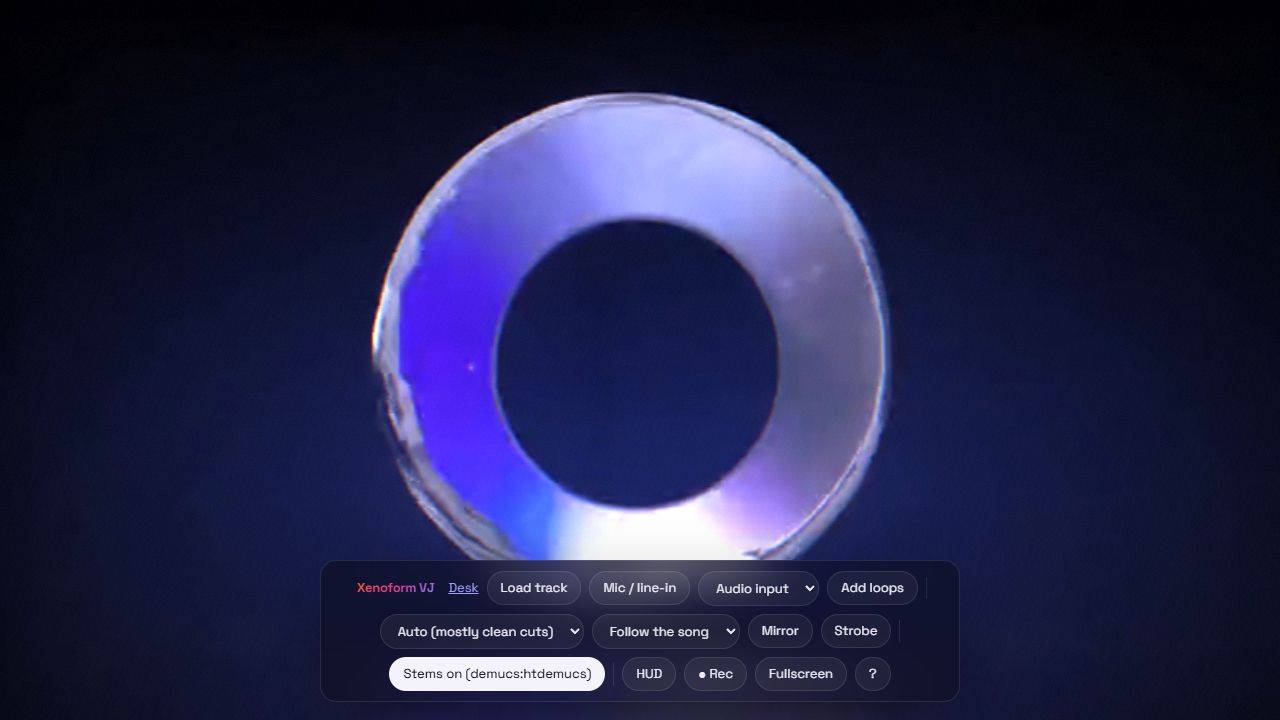 Xenoform VJ Desk Load track Mic / line-in Audio input Add loops
Auto (mostly clean cuts) Follow the song Mirror Strobe
Stems on (demucs:htdemucs) HUD ● Rec Fullscreen ?